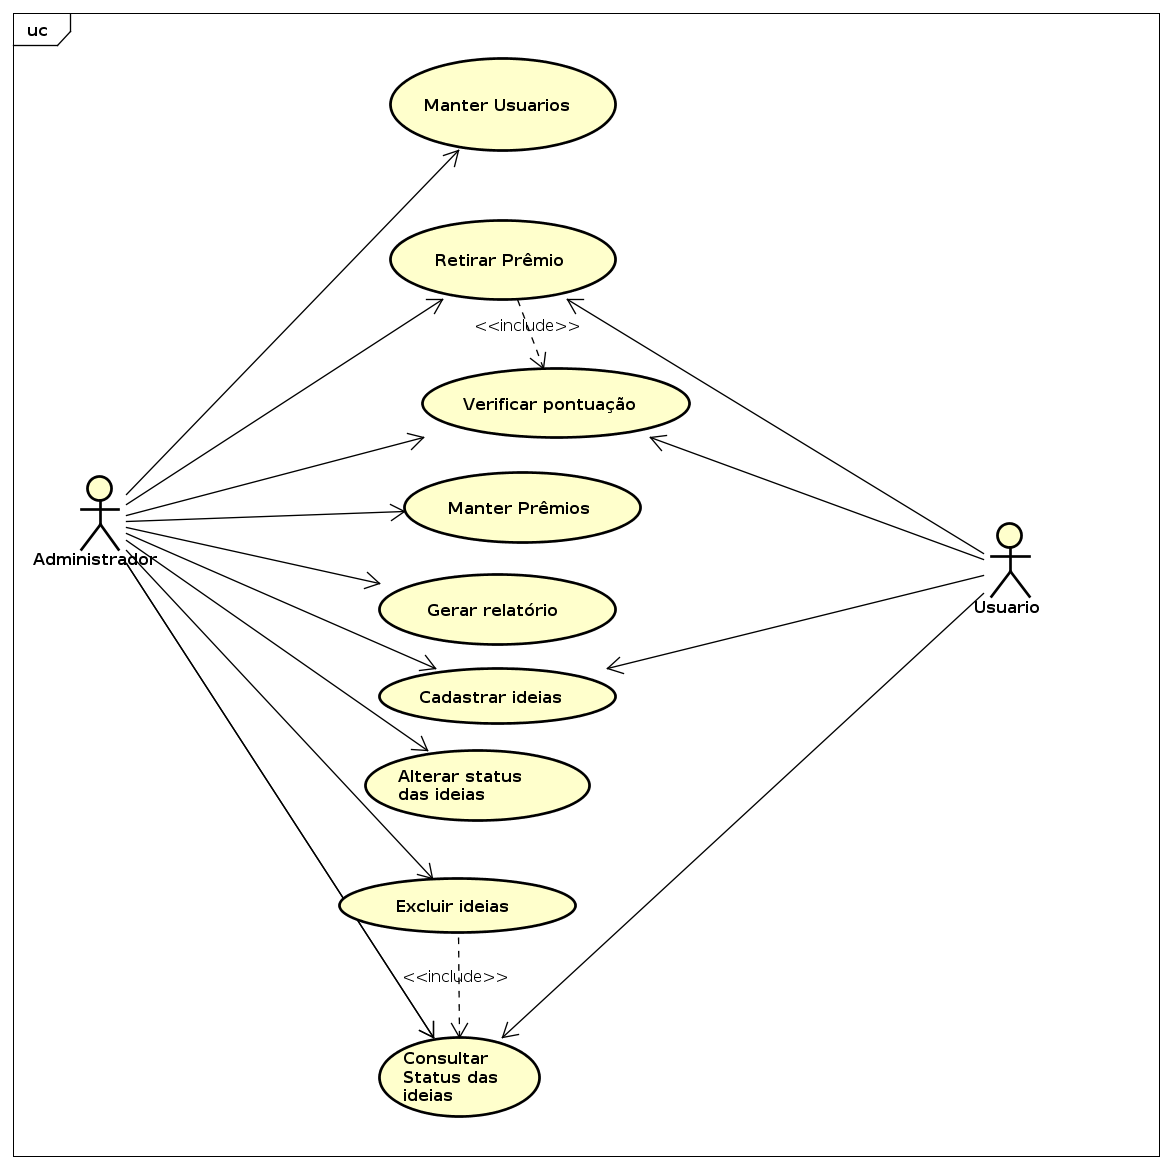 uc
Manter Usuarios
Retirar Prêmio
<<include>>
Verificar pontuação
Manter Prêmios
Administrador
Usuario
Gerar relatório
Cadastrar ideias
Alterar status
das ideias
Excluir ideias
<<include>>
Consultar
Status das
ideias